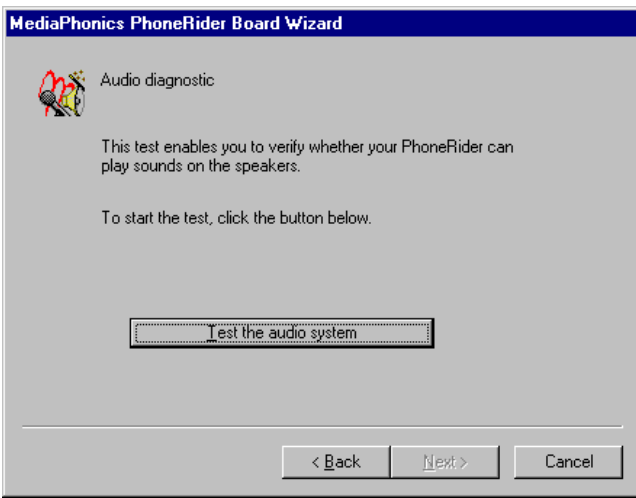 MediaPhonics PhoneRider Board Wizard
Audio diagnostic
This test enables you to verify whether your PhoneRider can
play sounds on the speakers.
To start the test, click the button below.
Test the audio system
< Back
Next >
Cancel